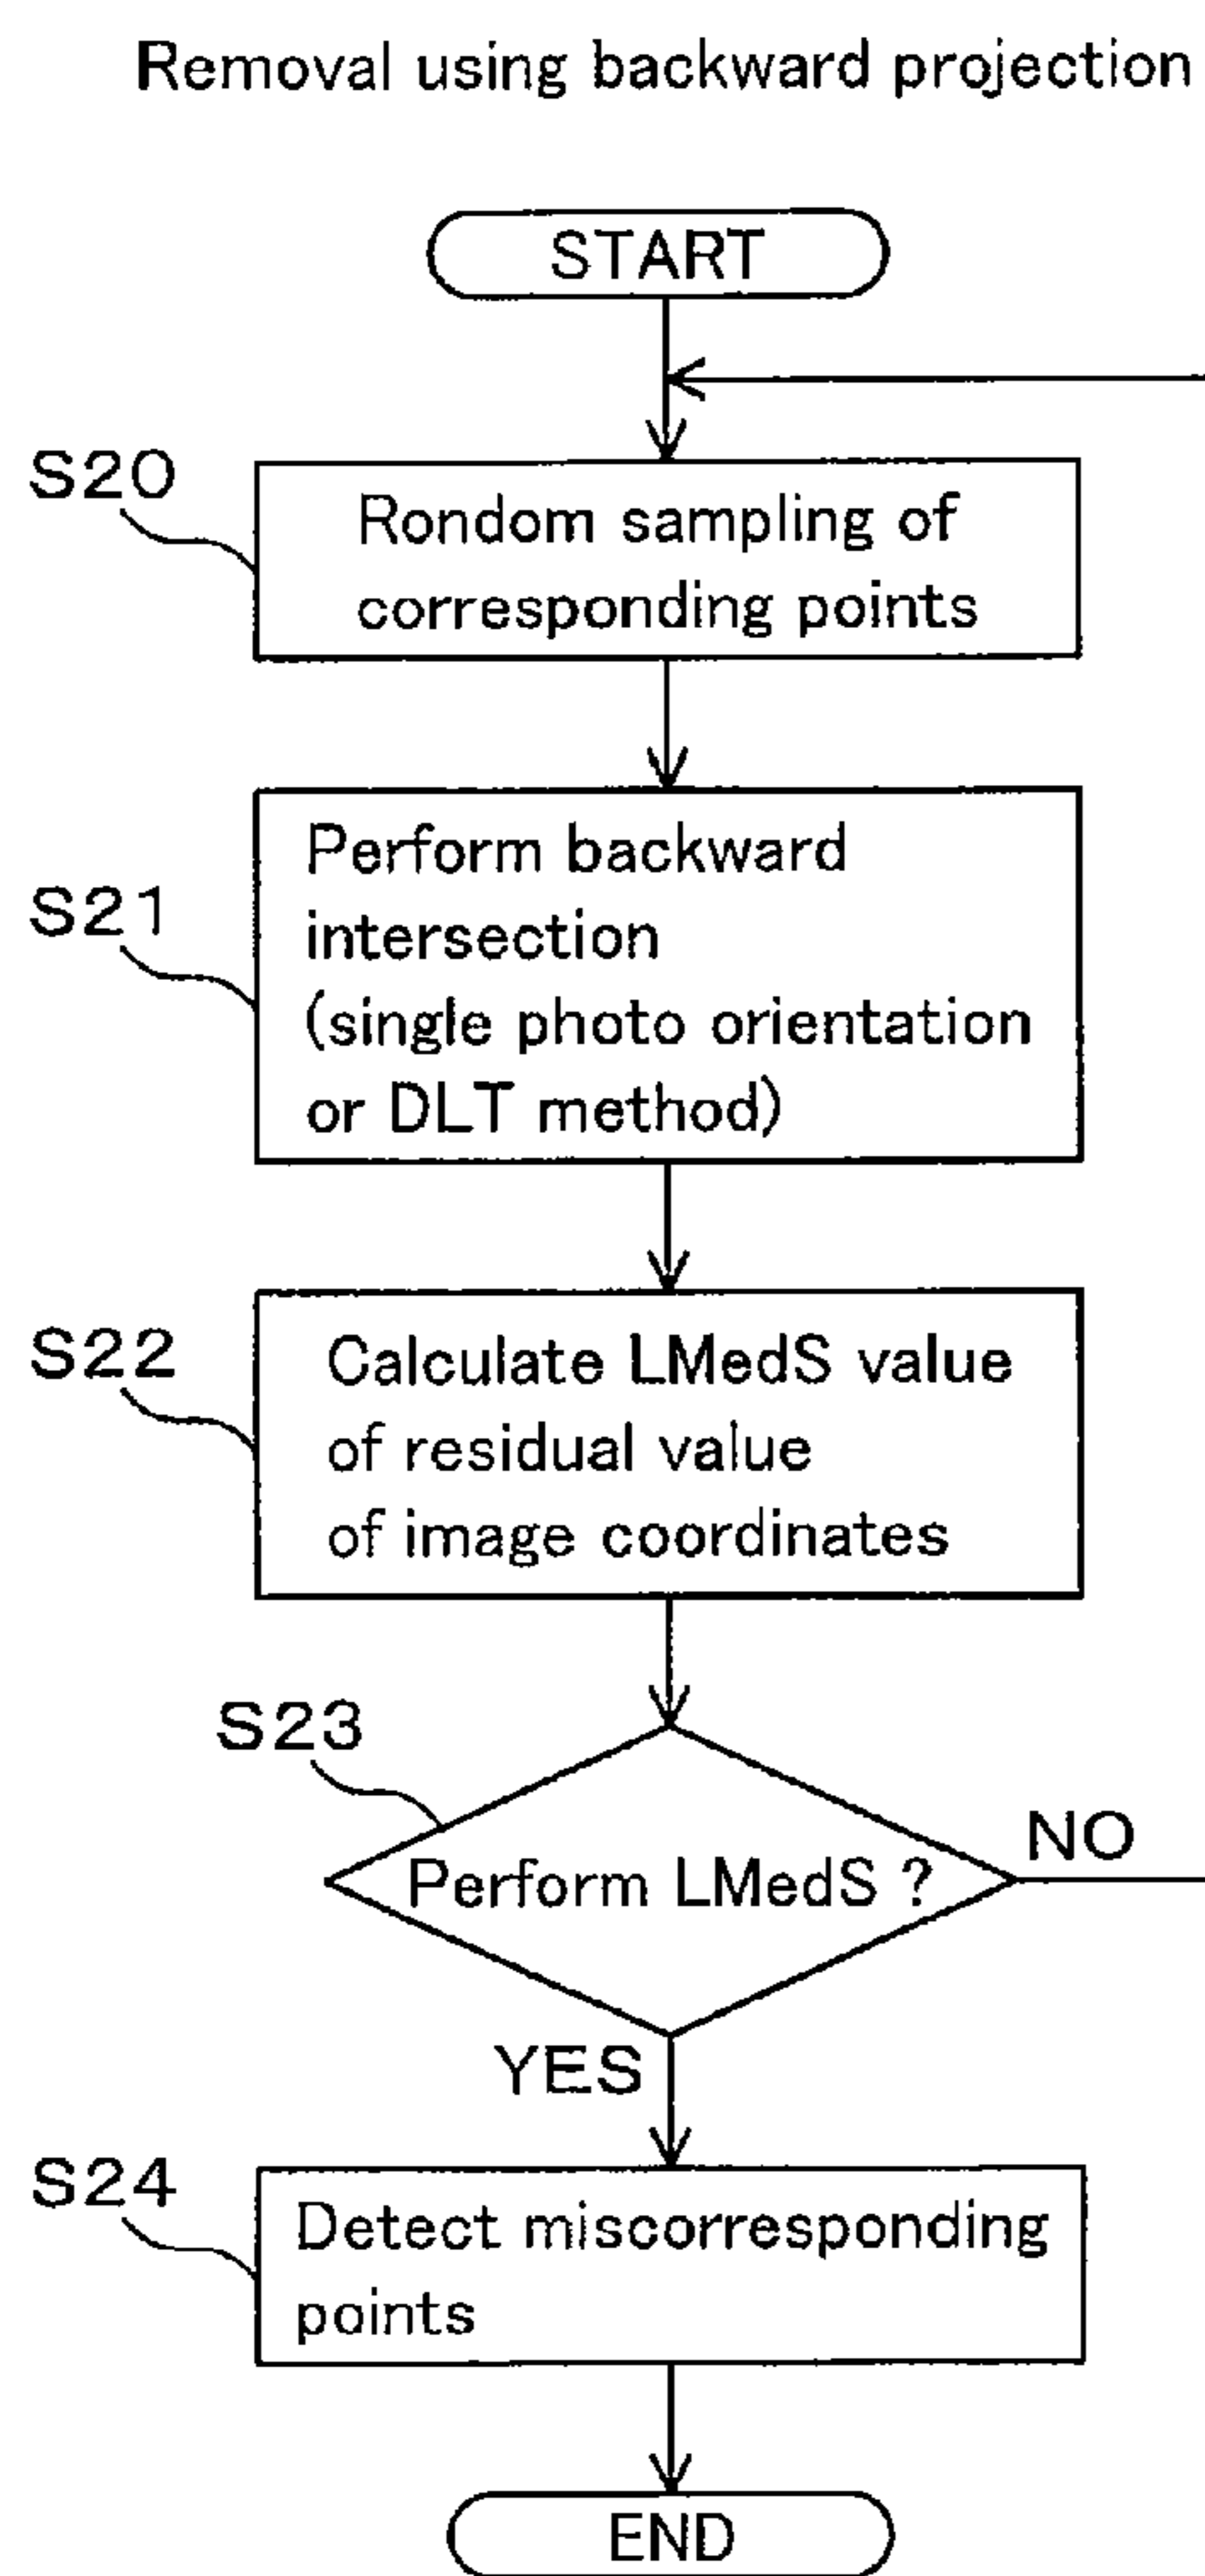 Removal using backward projection
START
S20
Rondom sampling of
corresponding points
S21
Perform backward
intersection
(single photo orientation
or DLT method)
S22
Calculate LMedS value
of residual value
of image coordinates
S23
Perform LMedS ?
NO
YES
S24
Detect miscorresponding
points
END